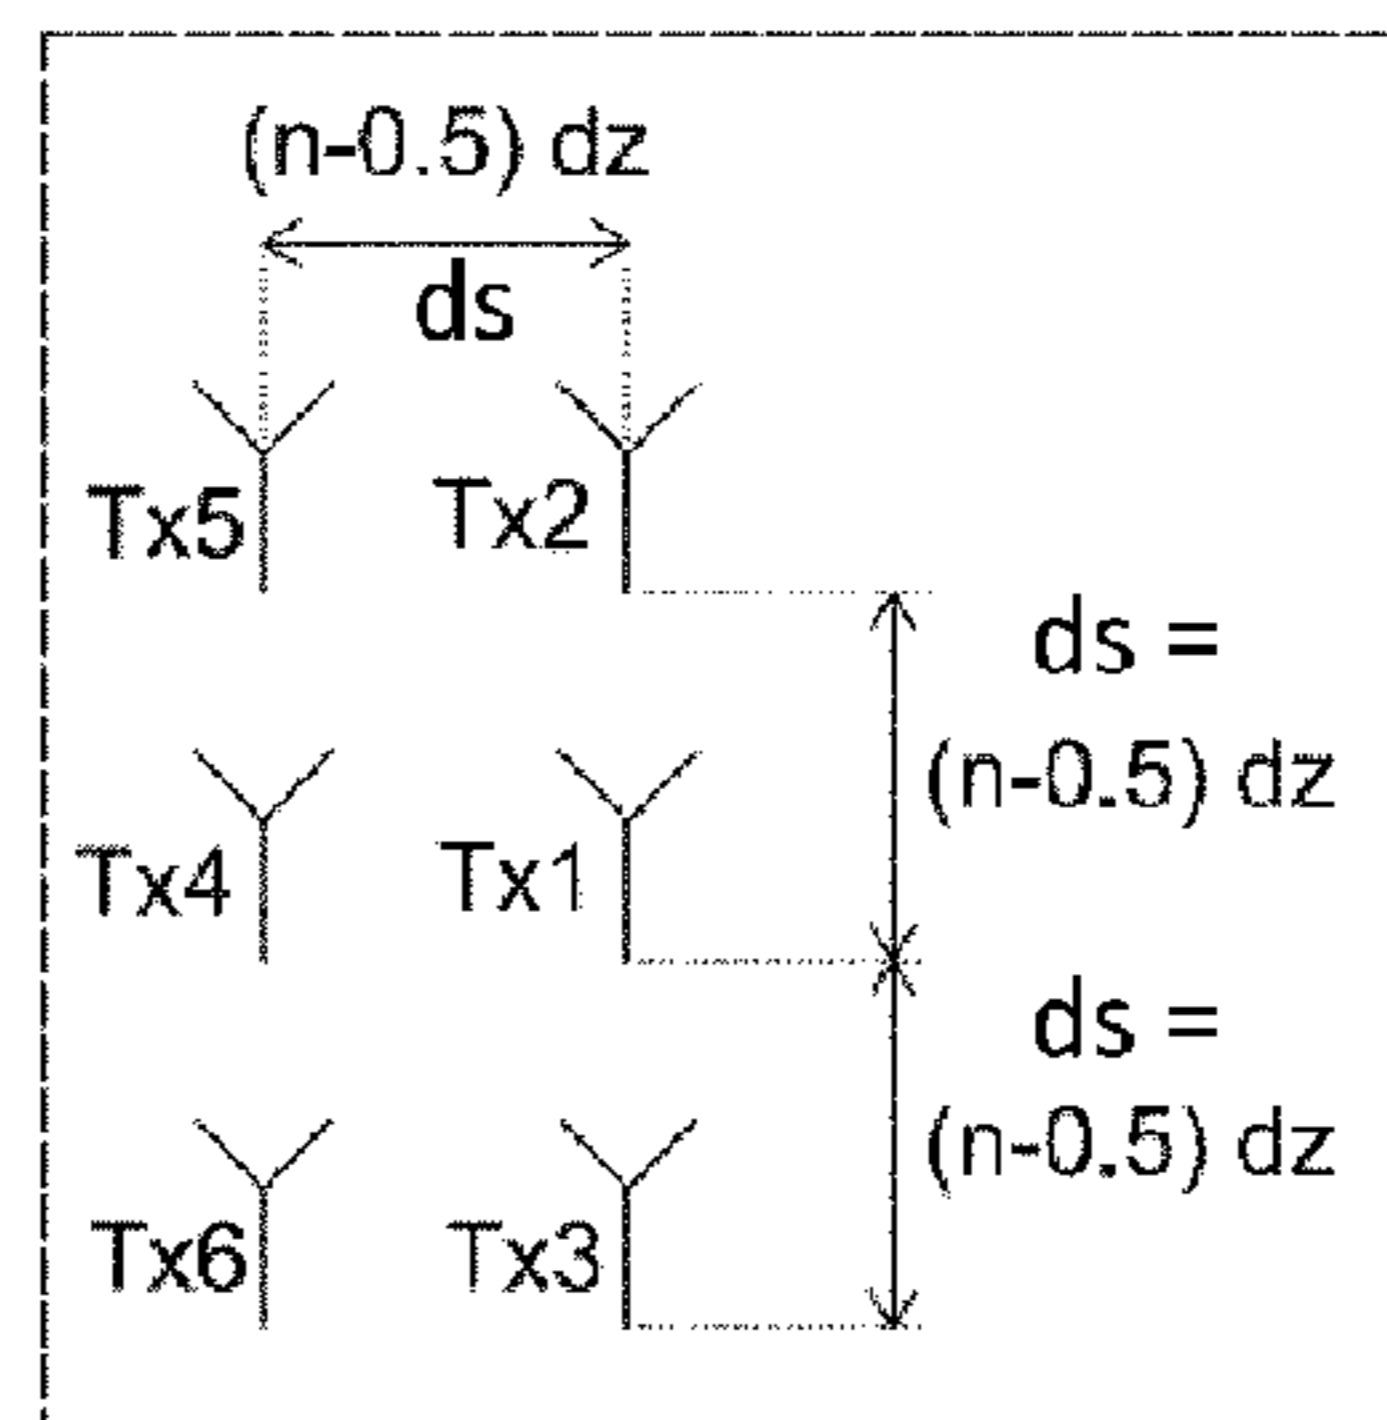 (n-0.5) dz
ds
Tx5
Tx2
ds =
(n-0.5) dz
Tx4
Tx1
ds =
(n-0.5) dz
Tx6
Tx3